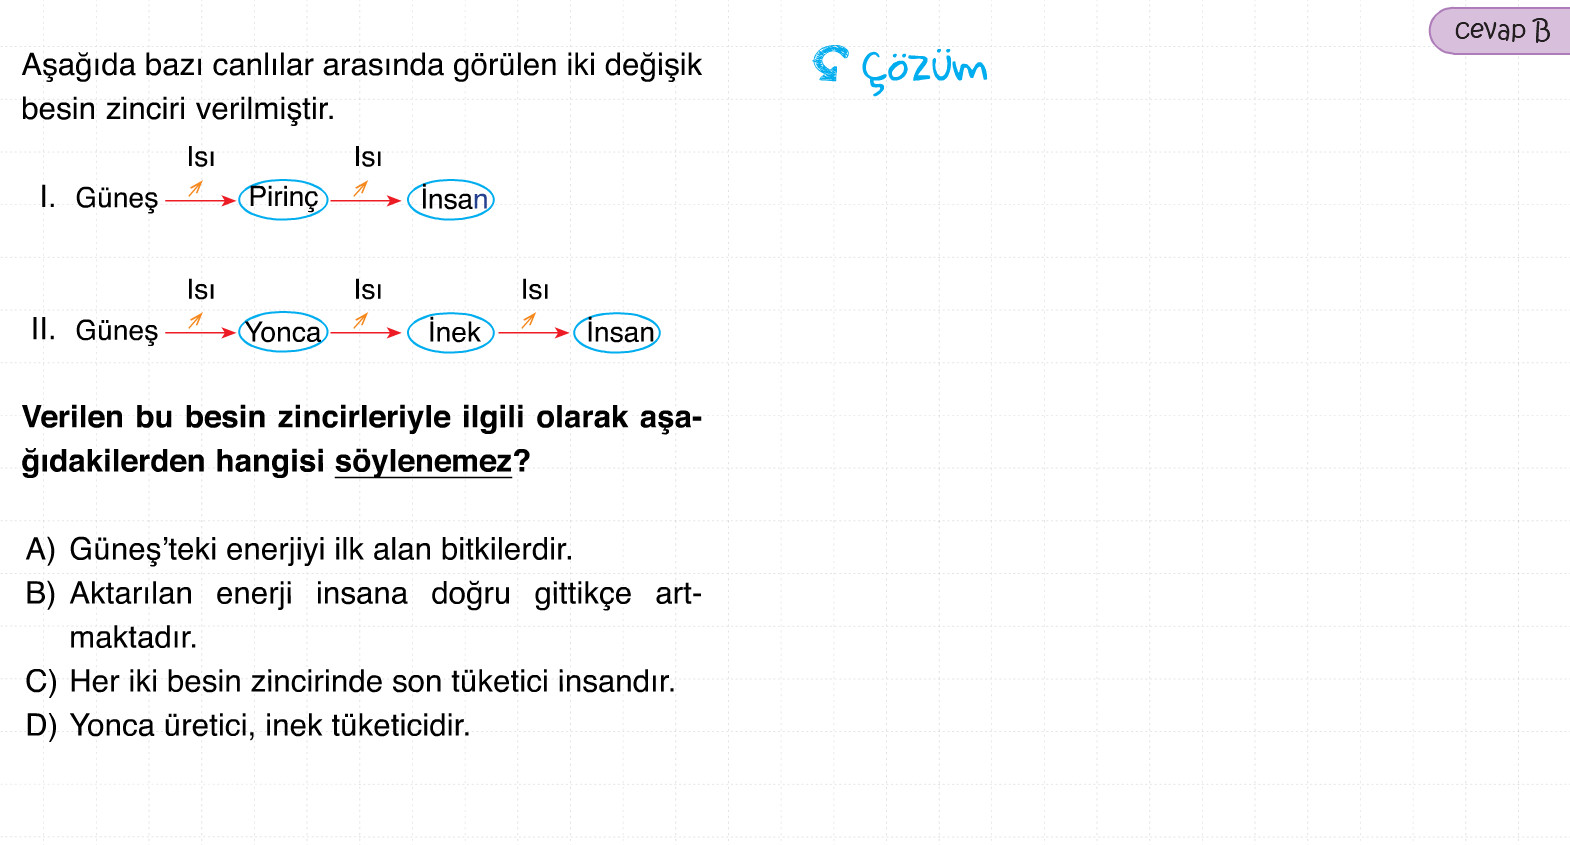 Cevap B
Aşağıda bazı canlılar arasında görülen iki değişik
besin zinciri verilmiştir.
Çözüm
Isı Isı
I. Güneş Pirinç İnsan
Isı Isı Isı
II. Güneş Yonca İnek İnsan
Verilen bu besin zincirleriyle ilgili olarak aşa-
ğıdakilerden hangisi söylenemez?
A) Güneş’teki enerjiyi ilk alan bitkilerdir.
B) Aktarılan enerji insana doğru gittikçe art-
maktadır.
C) Her iki besin zincirinde son tüketici insandır.
D) Yonca üretici, inek tüketicidir.